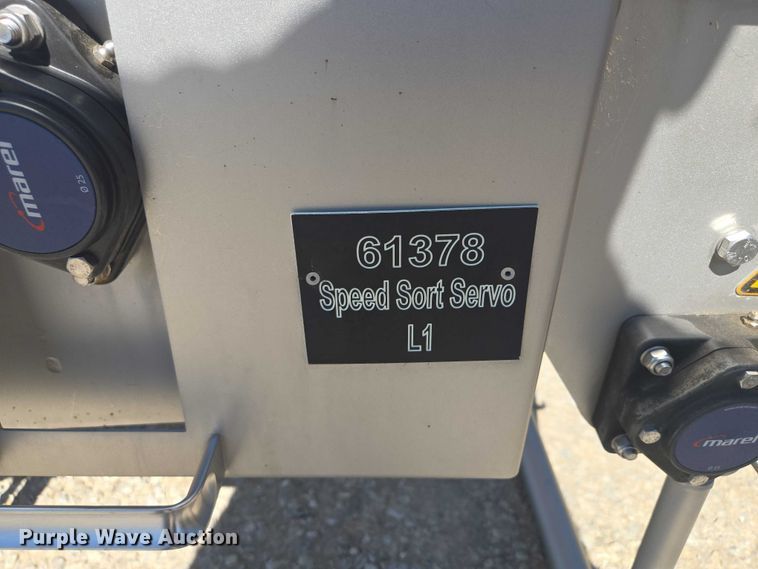 marel
Ø 25
61378
Speed Sort Servo
L1
marel
Purple Wave Auction